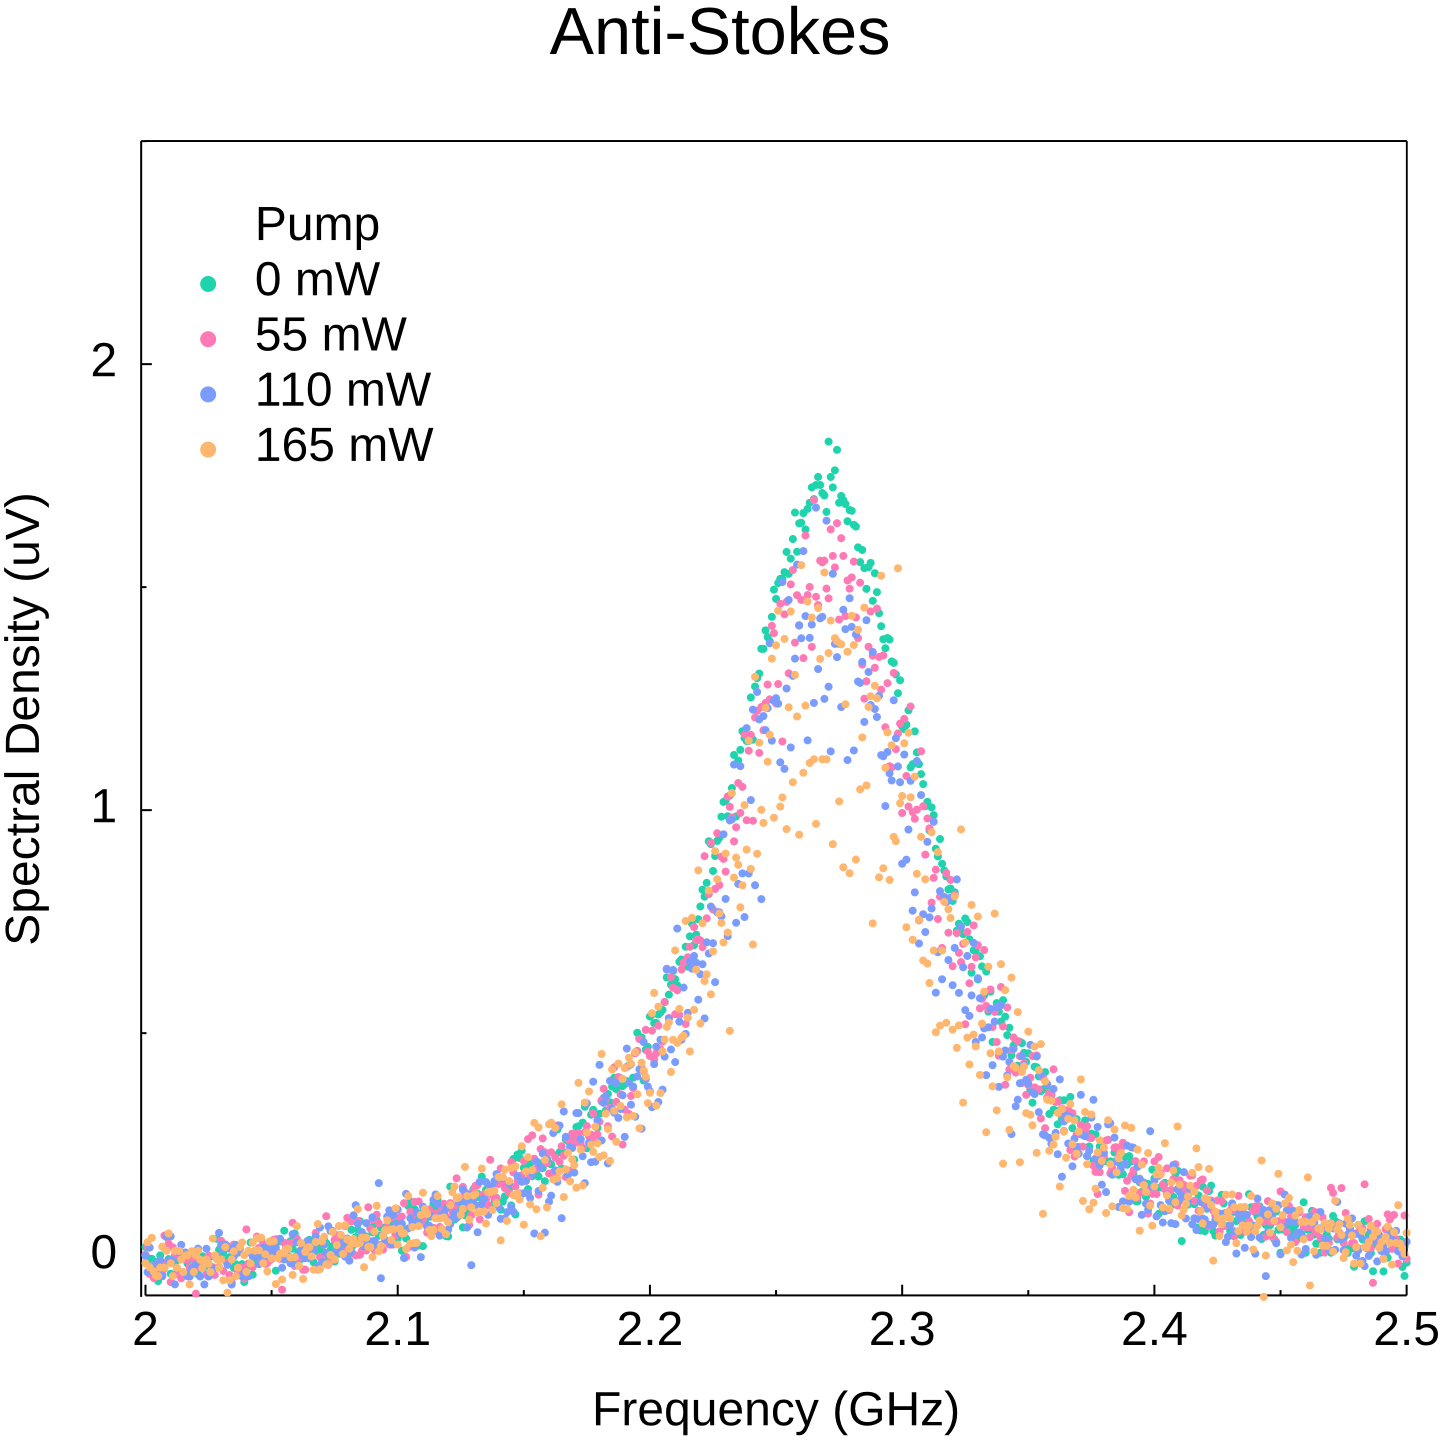 Anti-Stokes
Pump
0 mW
55 mW
110 mW
165 mW
Spectral Density (uV)
2
1
0
2
2.1
2.2
2.3
2.4
2.5
Frequency (GHz)